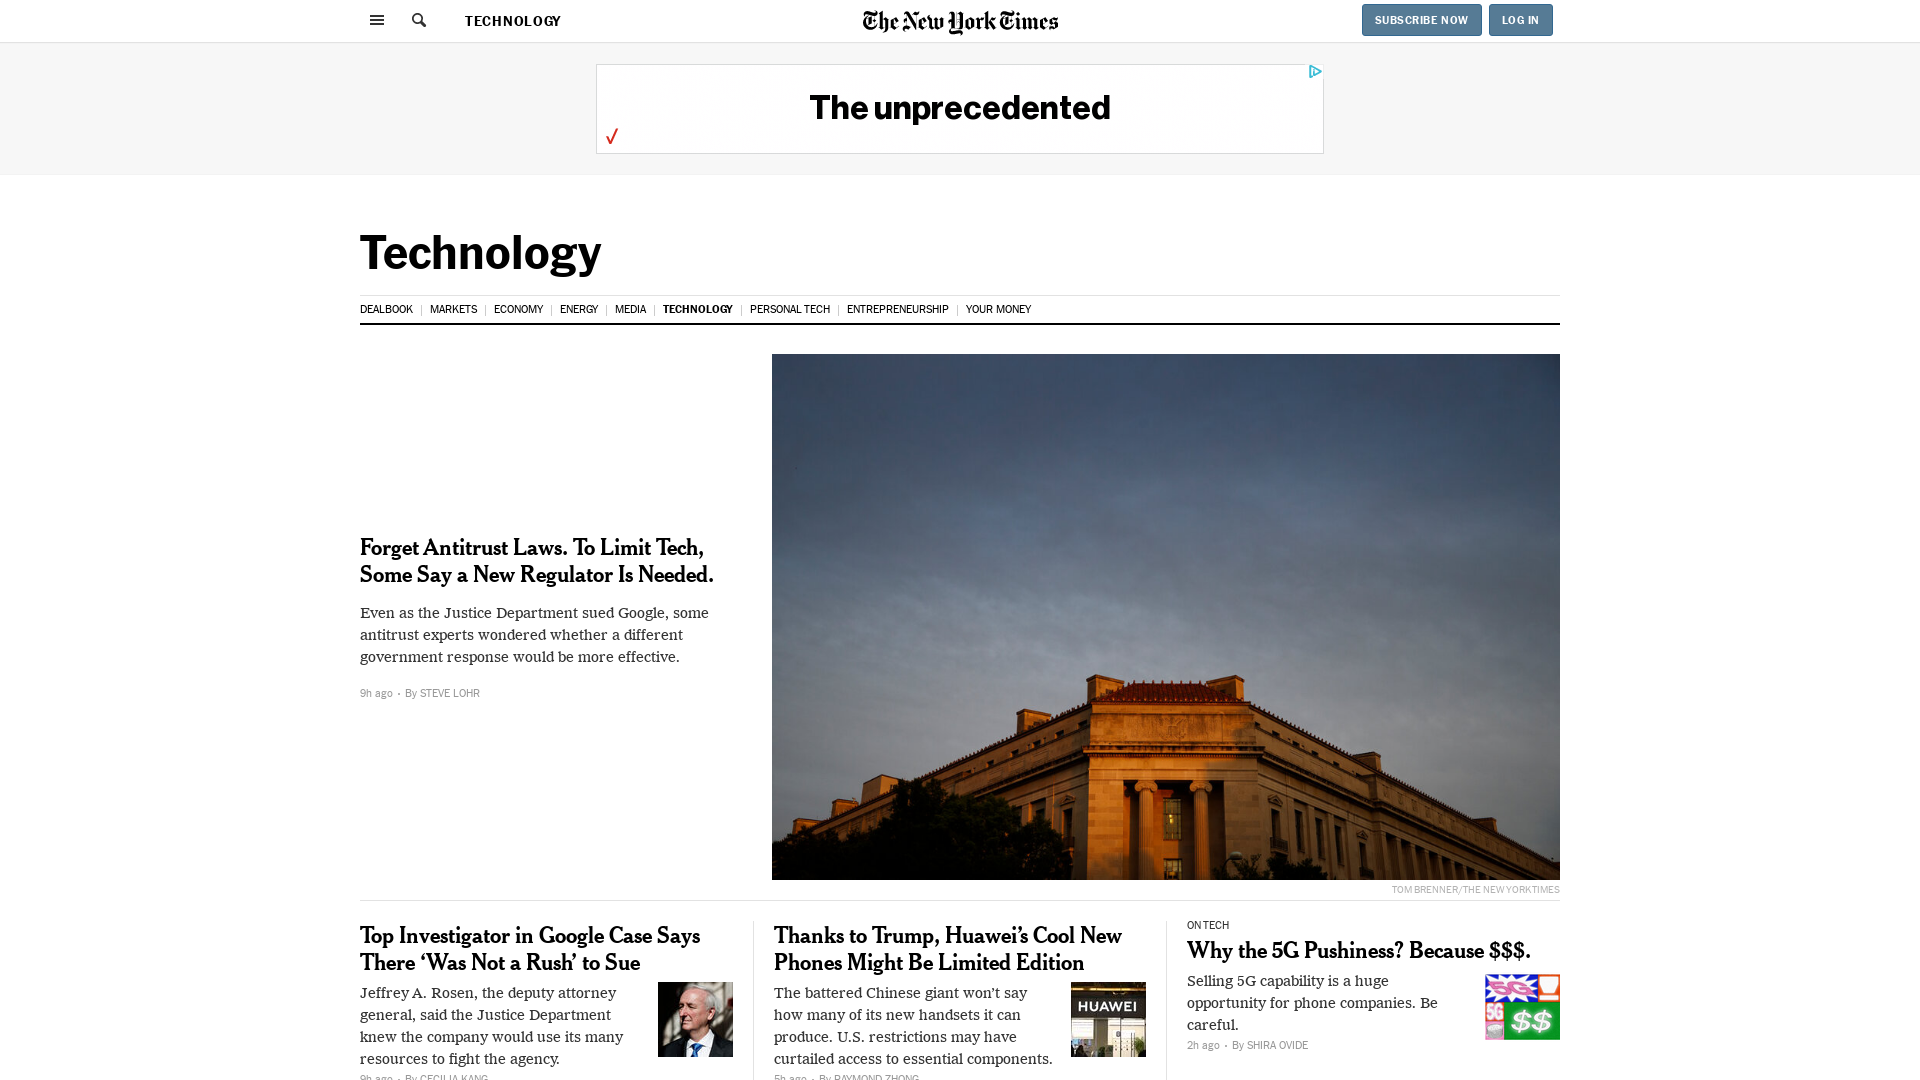 TECHNOLOGY
The New York Times
SUBSCRIBE NOW
LOG IN
The unprecedented
Technology
DEALBOOK
MARKETS
ECONOMY
ENERGY
MEDIA
TECHNOLOGY
PERSONAL TECH
ENTREPRENEURSHIP
YOUR MONEY
Forget Antitrust Laws. To Limit Tech,
Some Say a New Regulator Is Needed.
Even as the Justice Department sued Google, some
antitrust experts wondered whether a different
government response would be more effective.
9h ago • By STEVE LOHR
TOM BRENNER/THE NEW YORK TIMES
Top Investigator in Google Case Says
There ‘Was Not a Rush’ to Sue
Jeffrey A. Rosen, the deputy attorney
general, said the Justice Department
knew the company would use its many
resources to fight the agency.
9h ago • By CECILIA KANG
Thanks to Trump, Huawei’s Cool New
Phones Might Be Limited Edition
The battered Chinese giant won’t say
how many of its new handsets it can
produce. U.S. restrictions may have
curtailed access to essential components.
5h ago • By RAYMOND ZHONG
HUAWEI
ON TECH
Why the 5G Pushiness? Because $$$.
Selling 5G capability is a huge
opportunity for phone companies. Be
careful.
2h ago • By SHIRA OVIDE
5G
5G
$$